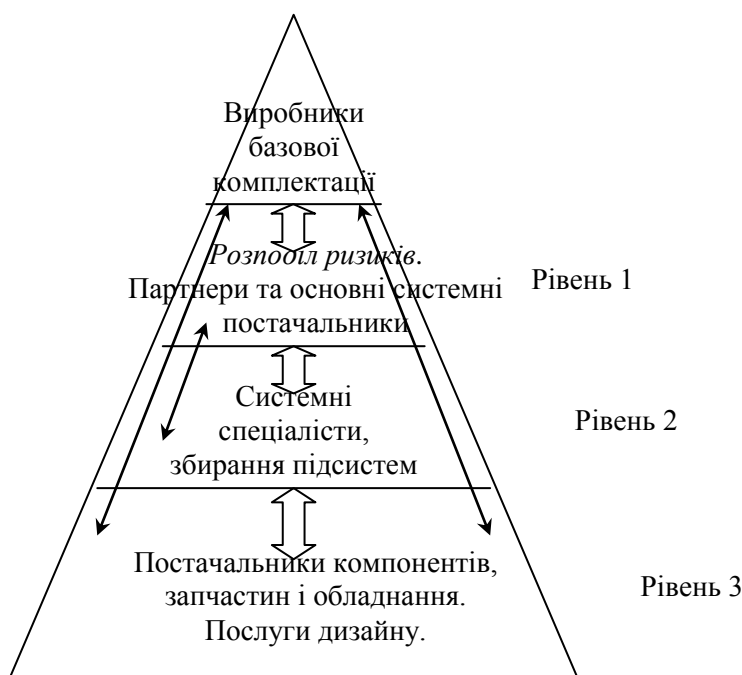 Виробники
базової
комплектації
Розподіл ризиків.
Партнери та основні системні
постачальники
Рівень 1
Системні
спеціалісти,
збирання підсистем
Рівень 2
Постачальники компонентів,
запчастин і обладнання.
Послуги дизайну.
Рівень 3